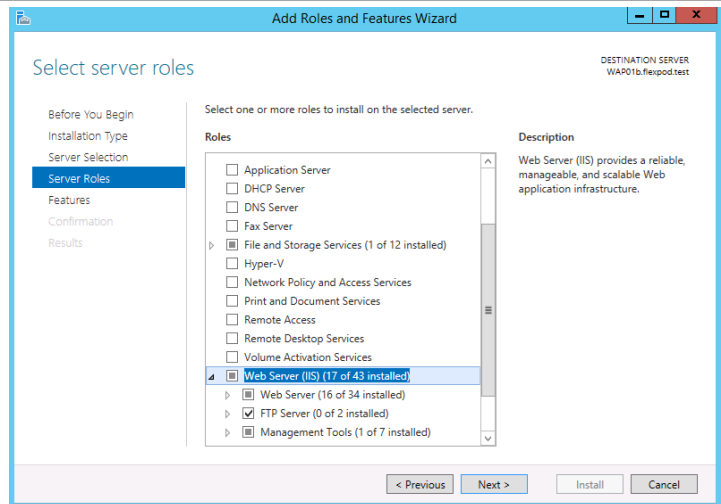 Add Roles and Features Wizard
Select server roles
DESTINATION SERVER
WAP01b.flexpod.test
Before You Begin
Installation Type
Server Selection
Server Roles
Features
Confirmation
Results
Select one or more roles to install on the selected server.
Roles
Application Server
DHCP Server
DNS Server
Fax Server
File and Storage Services (1 of 12 installed)
Hyper-V
Network Policy and Access Services
Print and Document Services
Remote Access
Remote Desktop Services
Volume Activation Services
Web Server (IIS) (17 of 43 installed)
Web Server (16 of 34 installed)
FTP Server (0 of 2 installed)
Management Tools (1 of 7 installed)
Description
Web Server (IIS) provides a reliable,
manageable, and scalable Web
application infrastructure.
< Previous
Next >
Install
Cancel